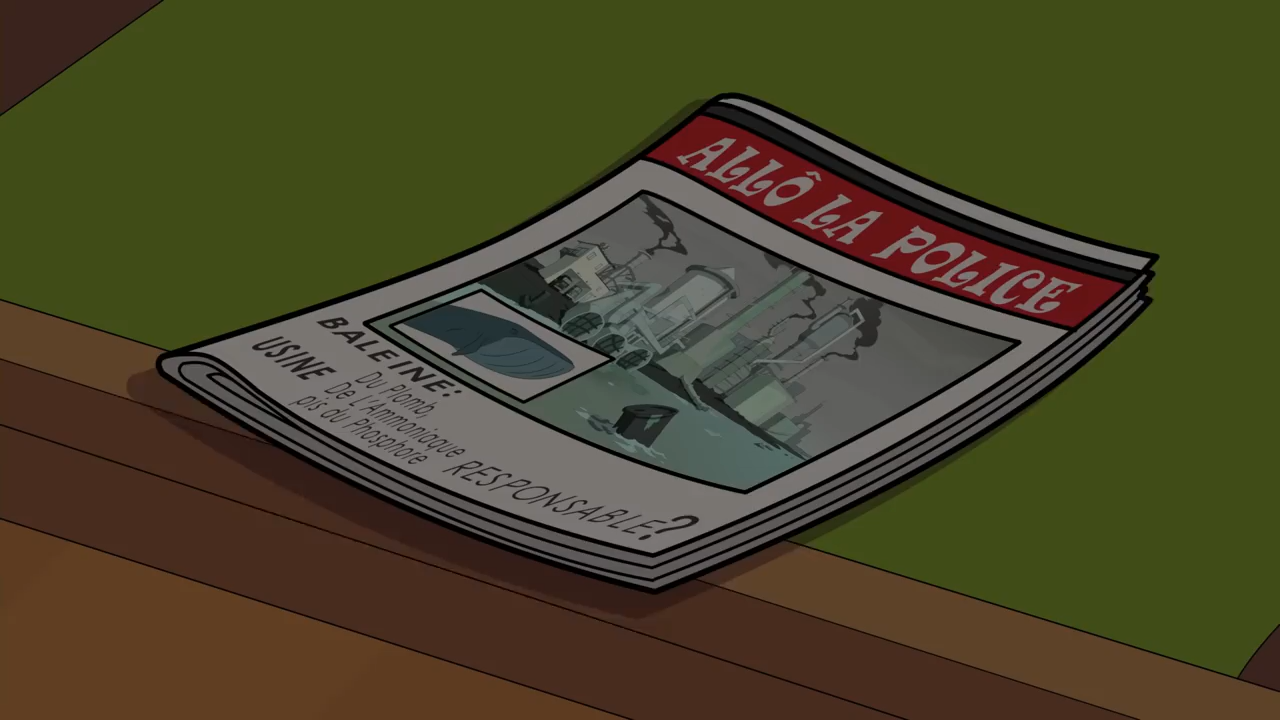 ALLÔ LA POLICE
BALEINE:
USINE
Du Plomb,
De L'Ammoniaque
pis du Phosphore
RESPONSABLE?